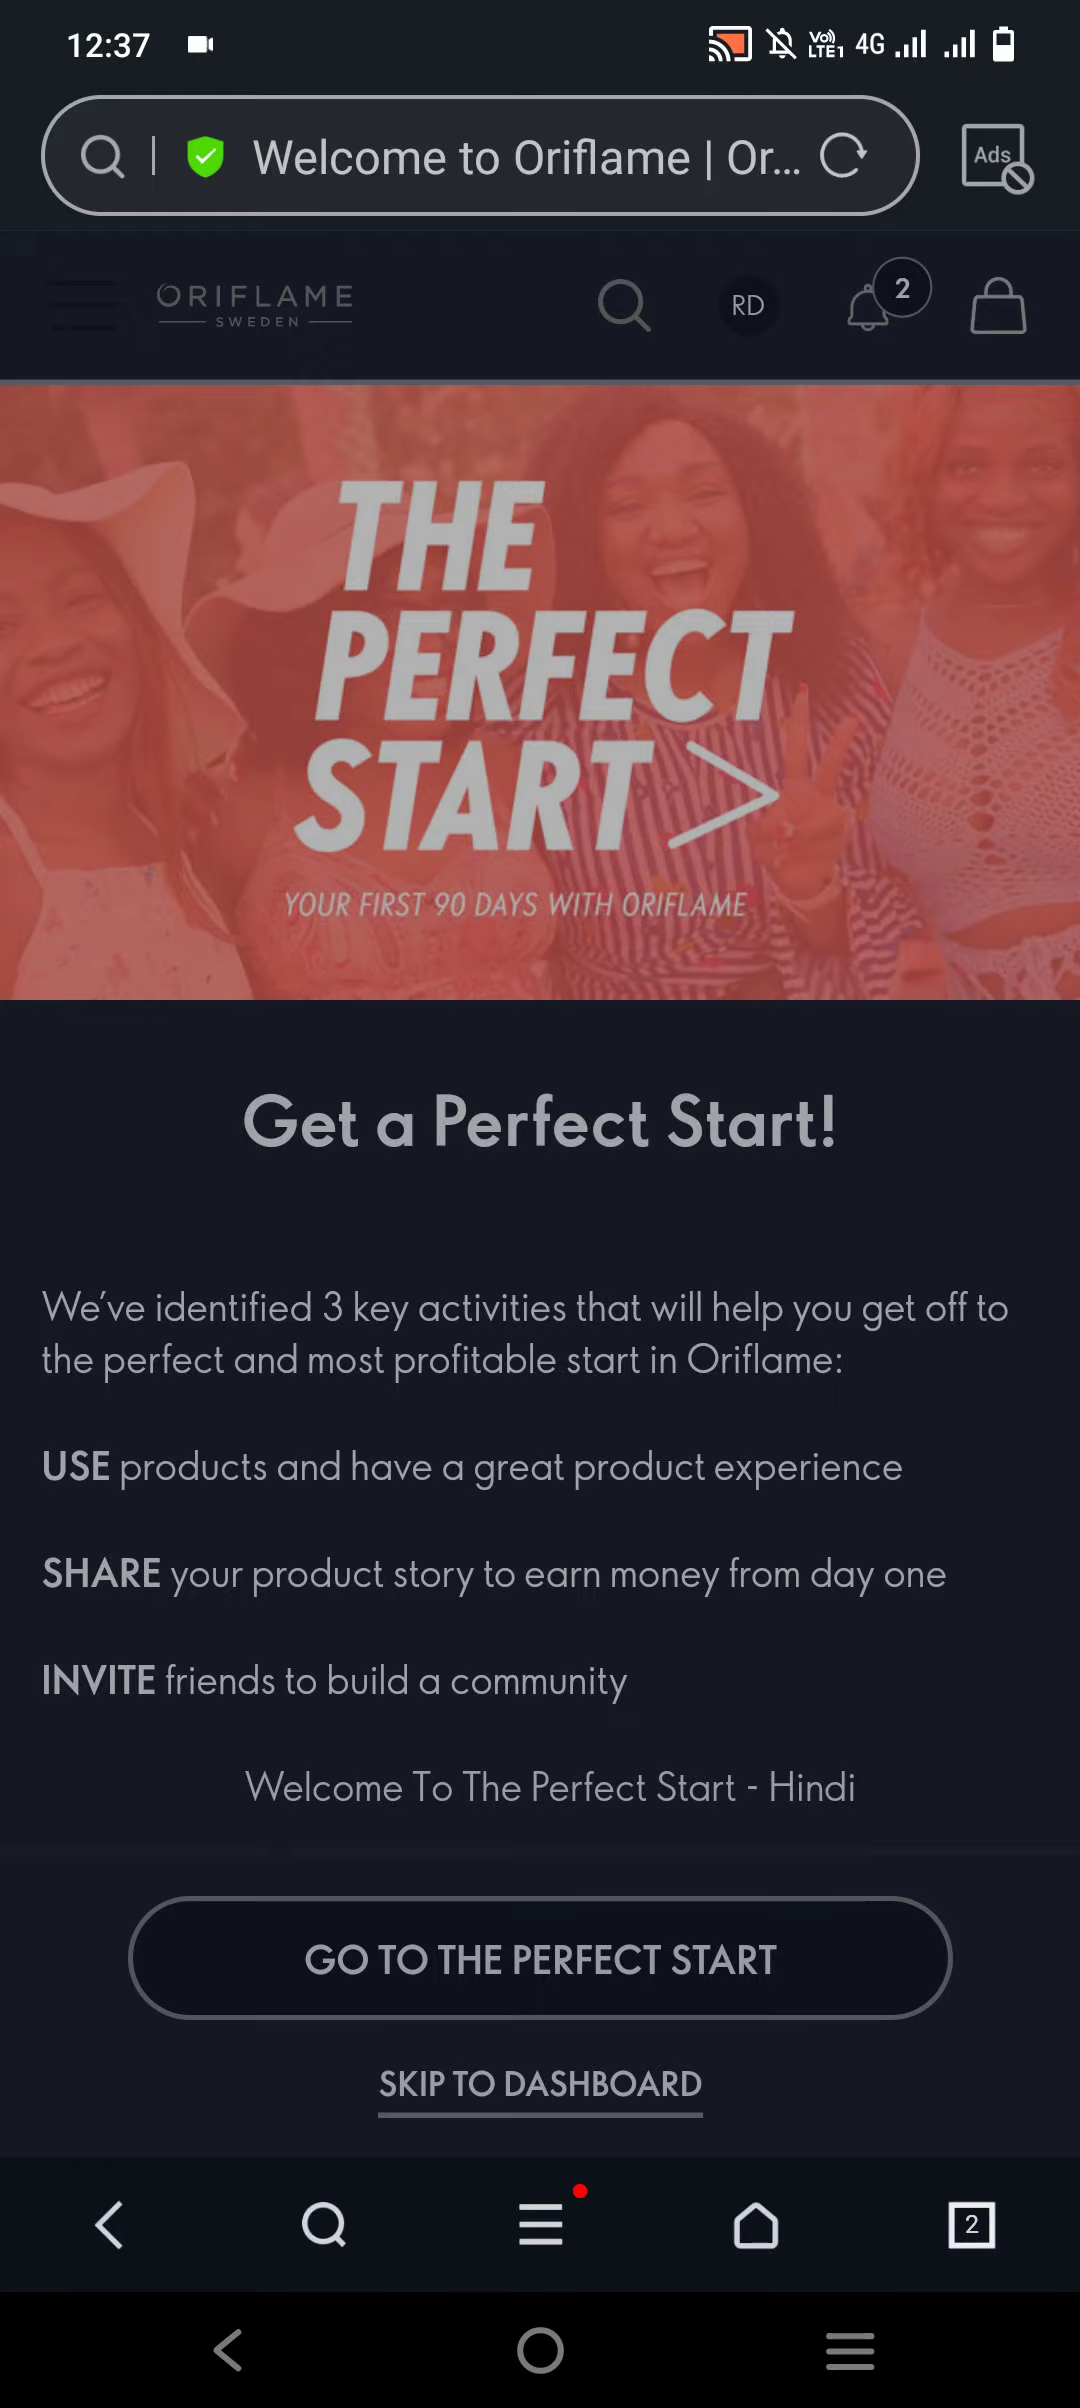 12:37
Vo) LTE1 4G
Welcome to Oriflame | Or...
Ads
ORIFLAME
SWEDEN
RD
2
THE
PERFECT
START
YOUR FIRST 90 DAYS WITH ORIFLAME
Get a Perfect Start!
We've identified 3 key activities that will help you get off to
the perfect and most profitable start in Oriflame:
USE products and have a great product experience
SHARE your product story to earn money from day one
INVITE friends to build a community
Welcome To The Perfect Start - Hindi
GO TO THE PERFECT START
SKIP TO DASHBOARD
2